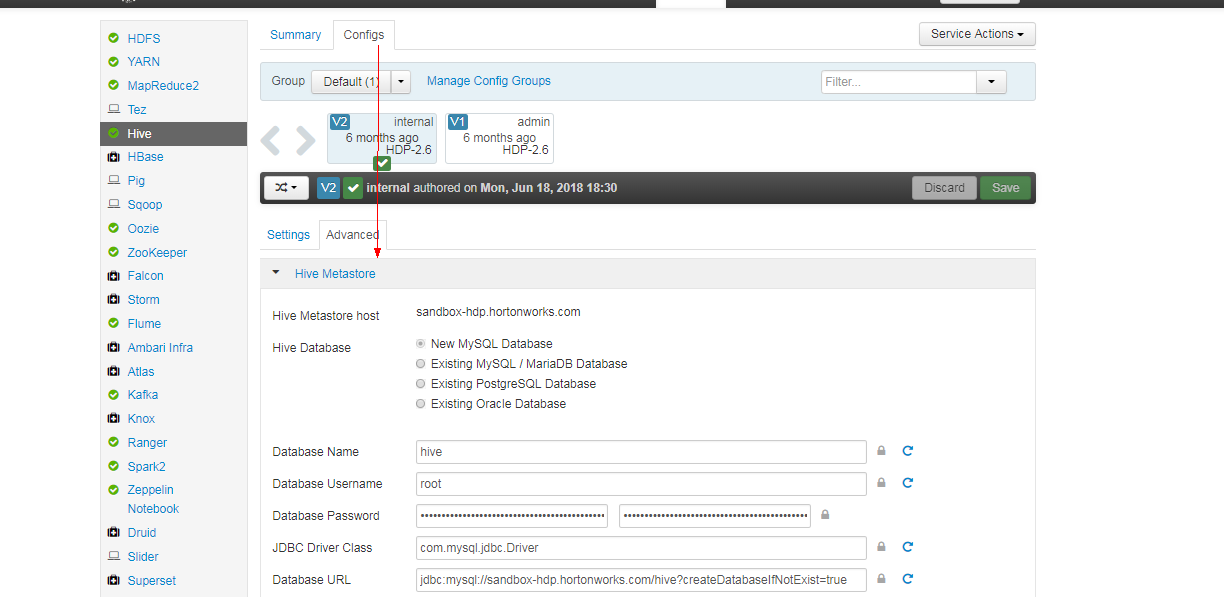 HDFS
YARN
MapReduce2
Tez
Hive
HBase
Pig
Sqoop
Oozie
ZooKeeper
Falcon
Storm
Flume
Ambari Infra
Atlas
Kafka
Knox
Ranger
Spark2
Zeppelin
Notebook
Druid
Slider
Superset
Summary Configs Service Actions
Group Default (1) Manage Config Groups Filter...
V2 internal
6 months ago
HDP-2.6
V1 admin
6 months ago
HDP-2.6
V2 internal authored on Mon, Jun 18, 2018 18:30 Discard Save
Settings Advanced
Hive Metastore
Hive Metastore host sandbox-hdp.hortonworks.com
Hive Database New MySQL Database
Existing MySQL / MariaDB Database
Existing PostgreSQL Database
Existing Oracle Database
Database Name hive
Database Username root
Database Password
JDBC Driver Class com.mysql.jdbc.Driver
Database URL jdbc:mysql://sandbox-hdp.hortonworks.com/hive?createDatabaseIfNotExist=true